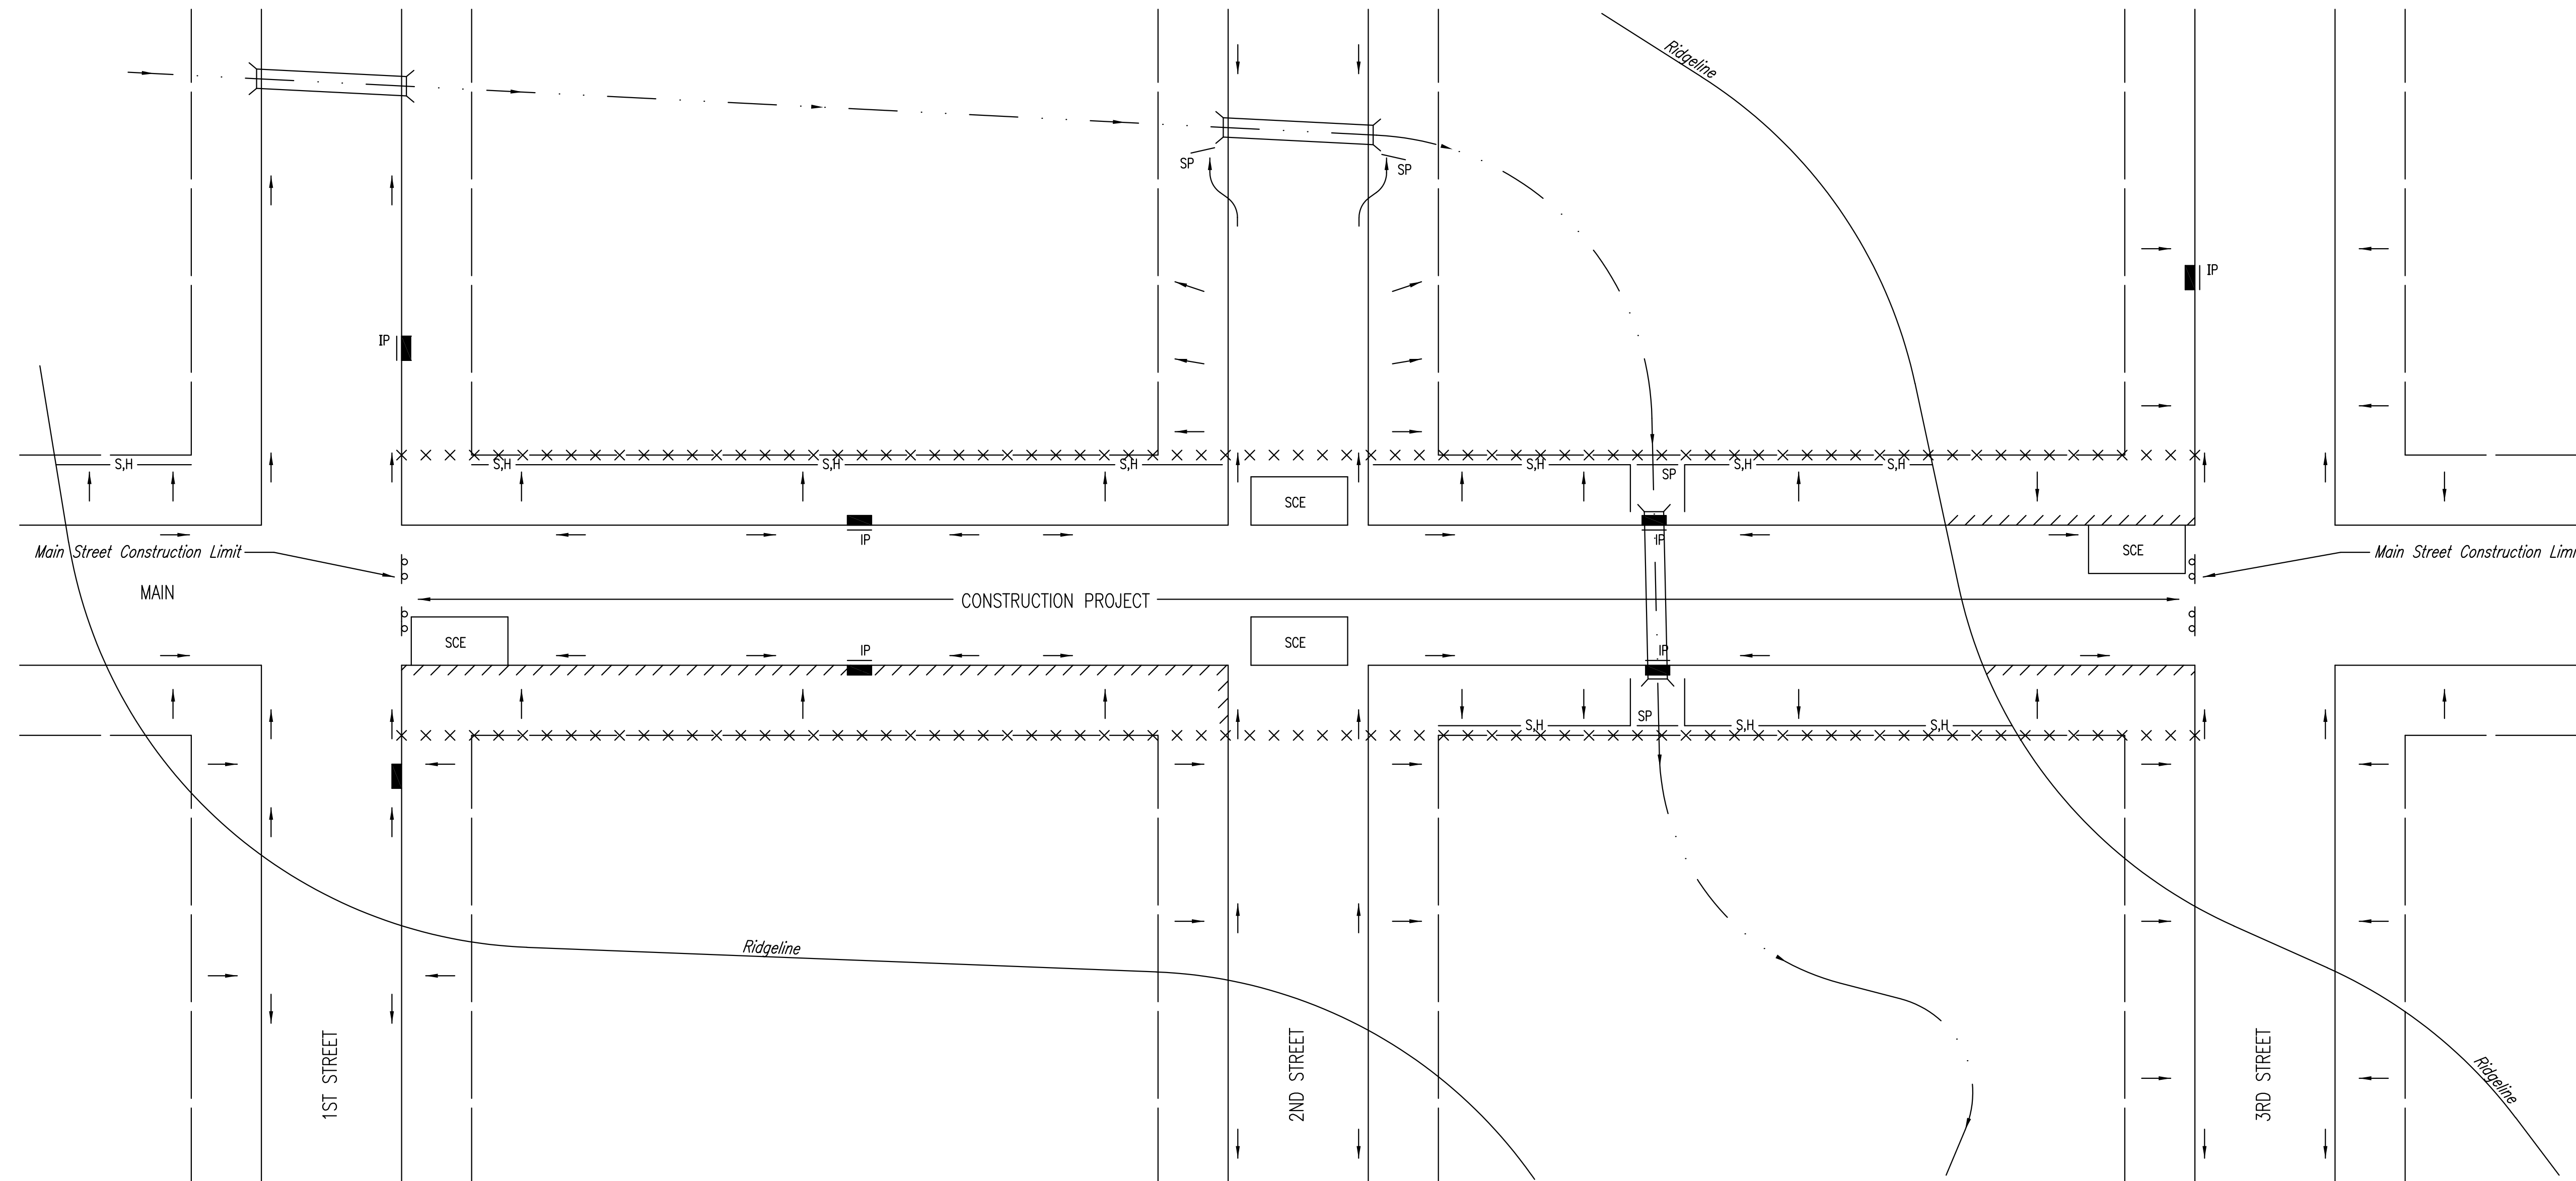 Ridgeline
SP
SP
IP
IP
S,H
S,H
S,H
S,H
S,H
S,H
S,H
SP
SCE
IP
IP
SCE
Main Street Construction Limit
Main Street Construction Limi
MAIN
CONSTRUCTION PROJECT
SCE
SCE
IP
IP
SP
S,H
S,H
S,H
Ridgeline
1ST STREET
2ND STREET
3RD STREET
Ridgeline